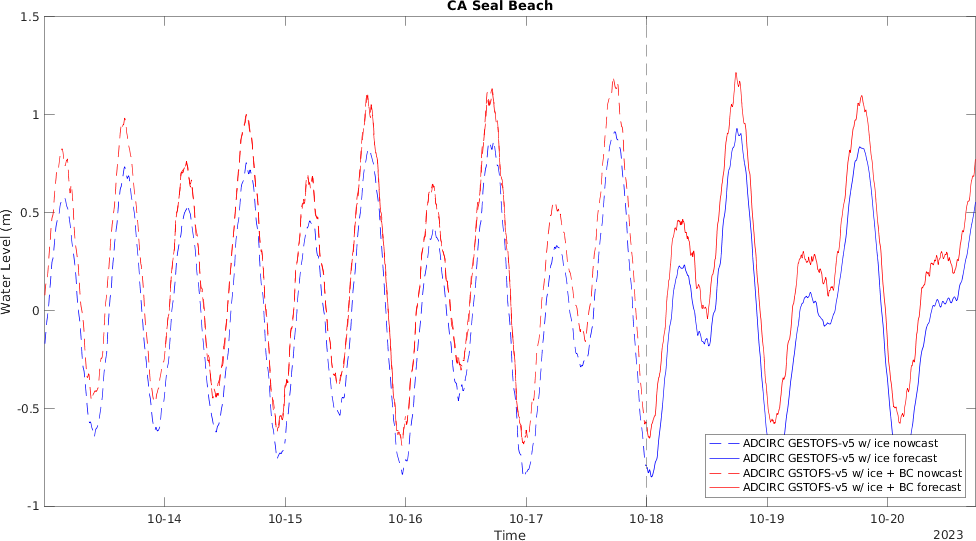 CA Seal Beach
1.5
1
0.5
0
-0.5
-1
Water Level (m)
10-14 10-15 10-16 10-17 10-18 10-19 10-20
Time
2023
ADCIRC GESTOFS-v5 w/ ice nowcast
ADCIRC GESTOFS-v5 w/ ice forecast
ADCIRC GSTOFS-v5 w/ ice + BC nowcast
ADCIRC GSTOFS-v5 w/ ice + BC forecast